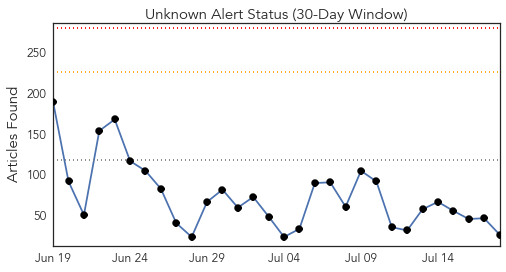 Unknown Alert Status (30-Day Window)
Articles Found
250
200
150
100
50
Jun 19 Jun 24 Jun 29 Jul 04 Jul 09 Jul 14